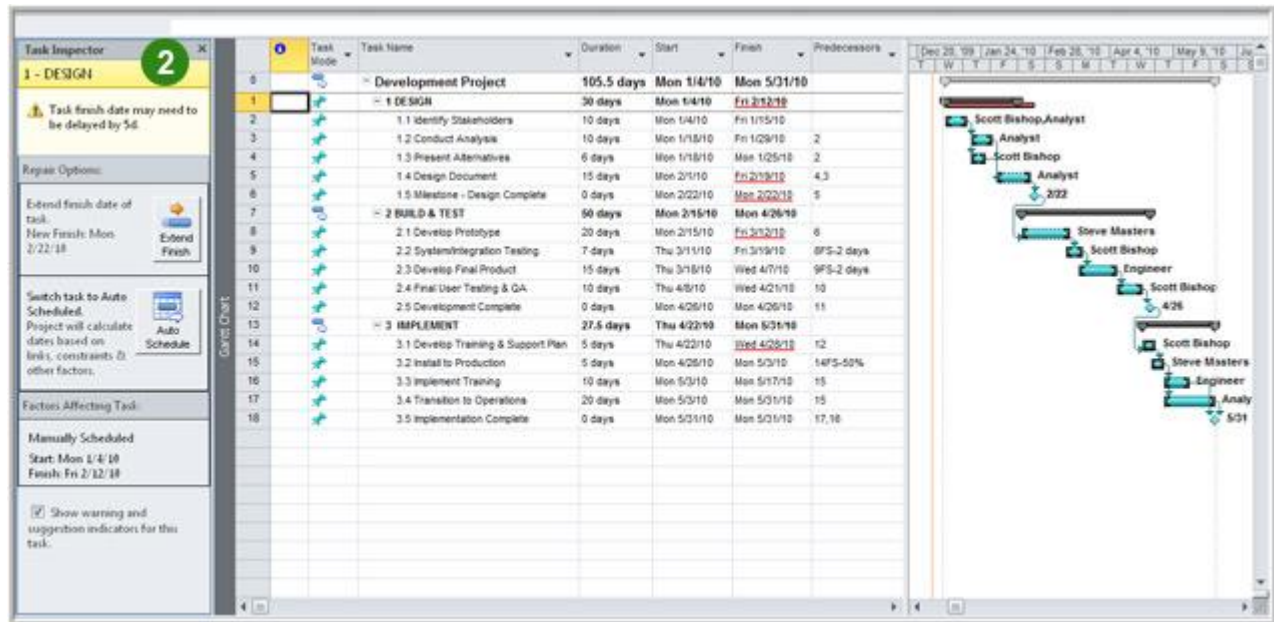 Task Inspector ×
2
1 - DESIGN
Task finish date may need to
be delayed by 5d.
Repair Options:
Extend finish date of
task.
New Finish: Mon
2/22/10
Extend
Finish
Switch task to Auto
Scheduled.
Project will calculate
dates based on
links, constraints &
other factors.
Auto
Schedule
Factors Affecting Task:
Manually Scheduled
Start: Mon 1/4/10
Finish: Fri 2/12/10
Show warning and
suggestion indicators for this
task.
Gantt Chart
Task Mode Task Name Duration Start Finish Predecessors
0 Development Project 105.5 days Mon 1/4/10 Mon 5/31/10
1 1 DESIGN 30 days Mon 1/4/10 Fri 2/12/10
2 1.1 Identify Stakeholders 10 days Mon 1/4/10 Fri 1/15/10
3 1.2 Conduct Analysis 10 days Mon 1/18/10 Fri 1/29/10 2
4 1.3 Present Alternatives 6 days Mon 1/18/10 Mon 1/25/10 2
5 1.4 Design Document 15 days Mon 2/1/10 Fri 2/19/10 4,3
6 1.5 Milestone - Design Complete 0 days Mon 2/22/10 Mon 2/22/10 5
7 2 BUILD & TEST 50 days Mon 2/15/10 Mon 4/26/10
8 2.1 Develop Prototype 20 days Mon 2/15/10 Fri 3/12/10 6
9 2.2 System/Integration Testing 7 days Thu 3/11/10 Fri 3/19/10 8FS-2 days
10 2.3 Develop Final Product 15 days Thu 3/18/10 Wed 4/7/10 9FS-2 days
11 2.4 Final User Testing & QA 10 days Thu 4/8/10 Wed 4/21/10 10
12 2.5 Development Complete 0 days Mon 4/26/10 Mon 4/26/10 11
13 3 IMPLEMENT 27.5 days Thu 4/22/10 Mon 5/31/10
14 3.1 Develop Training & Support Plan 5 days Thu 4/22/10 Wed 4/28/10 12
15 3.2 Install to Production 5 days Mon 4/26/10 Mon 5/3/10 14FS-50%
16 3.3 Implement Training 10 days Mon 5/3/10 Mon 5/17/10 15
17 3.4 Transition to Operations 20 days Mon 5/3/10 Mon 5/31/10 15
18 3.5 Implementation Complete 0 days Mon 5/31/10 Mon 5/31/10 17,16
Dec 20, '09 Jan 24, '10 Feb 28, '10 Apr 4, '10 May 9, '10
T W T F S S M T W T F S
Scott Bishop,Analyst
Analyst
Scott Bishop
Analyst
2/22
Steve Masters
Scott Bishop
Engineer
Scott Bishop
4/26
Scott Bishop
Steve Masters
Engineer
Analy
5/31